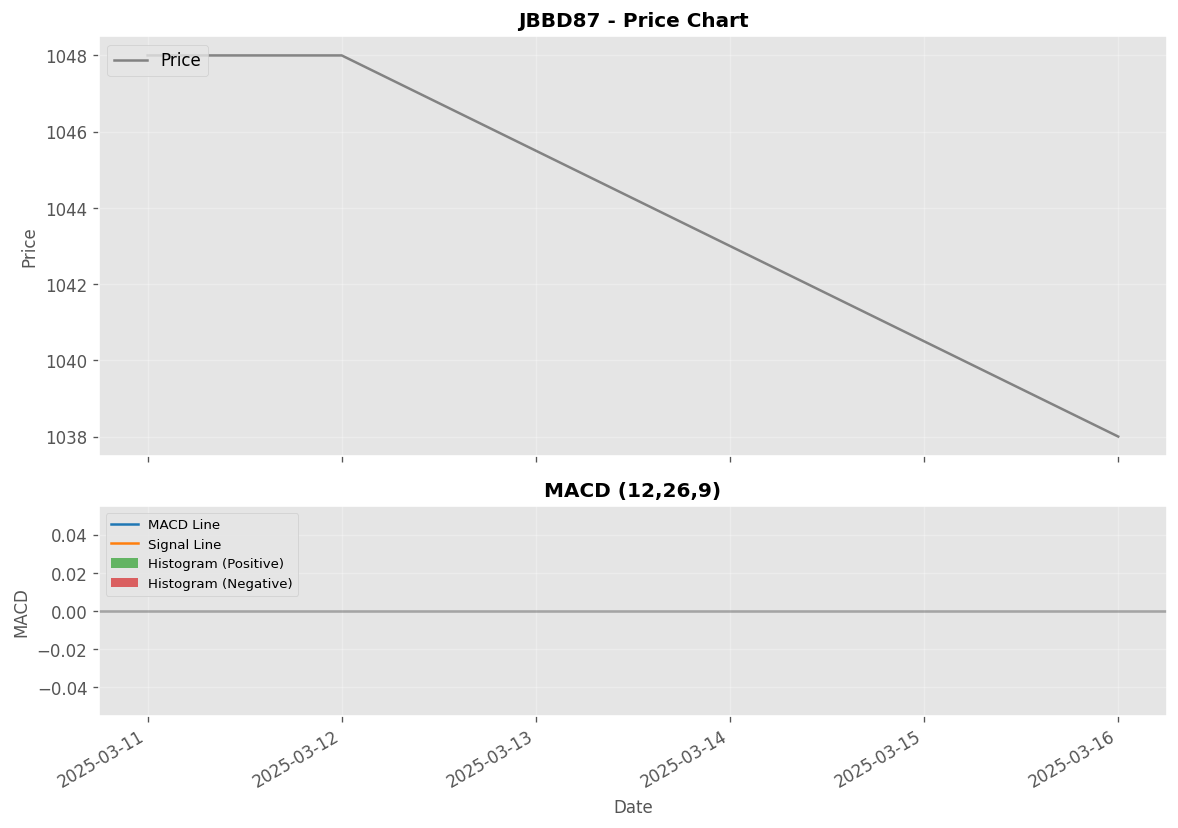 JBBD87 - Price Chart
Price
1048
1046
1044
1042
1040
1038
Price
MACD (12,26,9)
MACD Line
Signal Line
Histogram (Positive)
Histogram (Negative)
0.04
0.02
0.00
−0.02
−0.04
MACD
2025-03-11
2025-03-12
2025-03-13
2025-03-14
2025-03-15
2025-03-16
Date